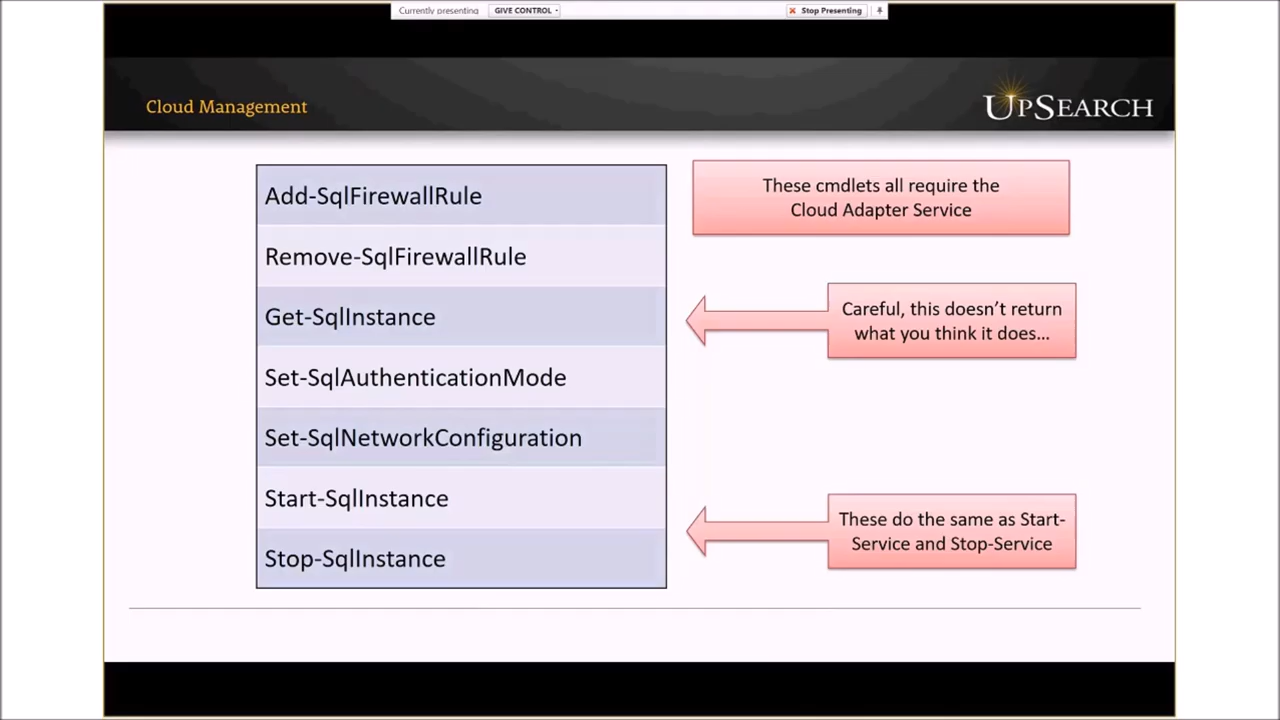 Currently presenting GIVE CONTROL Stop Presenting
Cloud Management
UPSEARCH
Add-SqlFirewallRule
Remove-SqlFirewallRule
Get-SqlInstance
Set-SqlAuthenticationMode
Set-SqlNetworkConfiguration
Start-SqlInstance
Stop-SqlInstance
These cmdlets all require the
Cloud Adapter Service
Careful, this doesn’t return
what you think it does...
These do the same as Start-
Service and Stop-Service